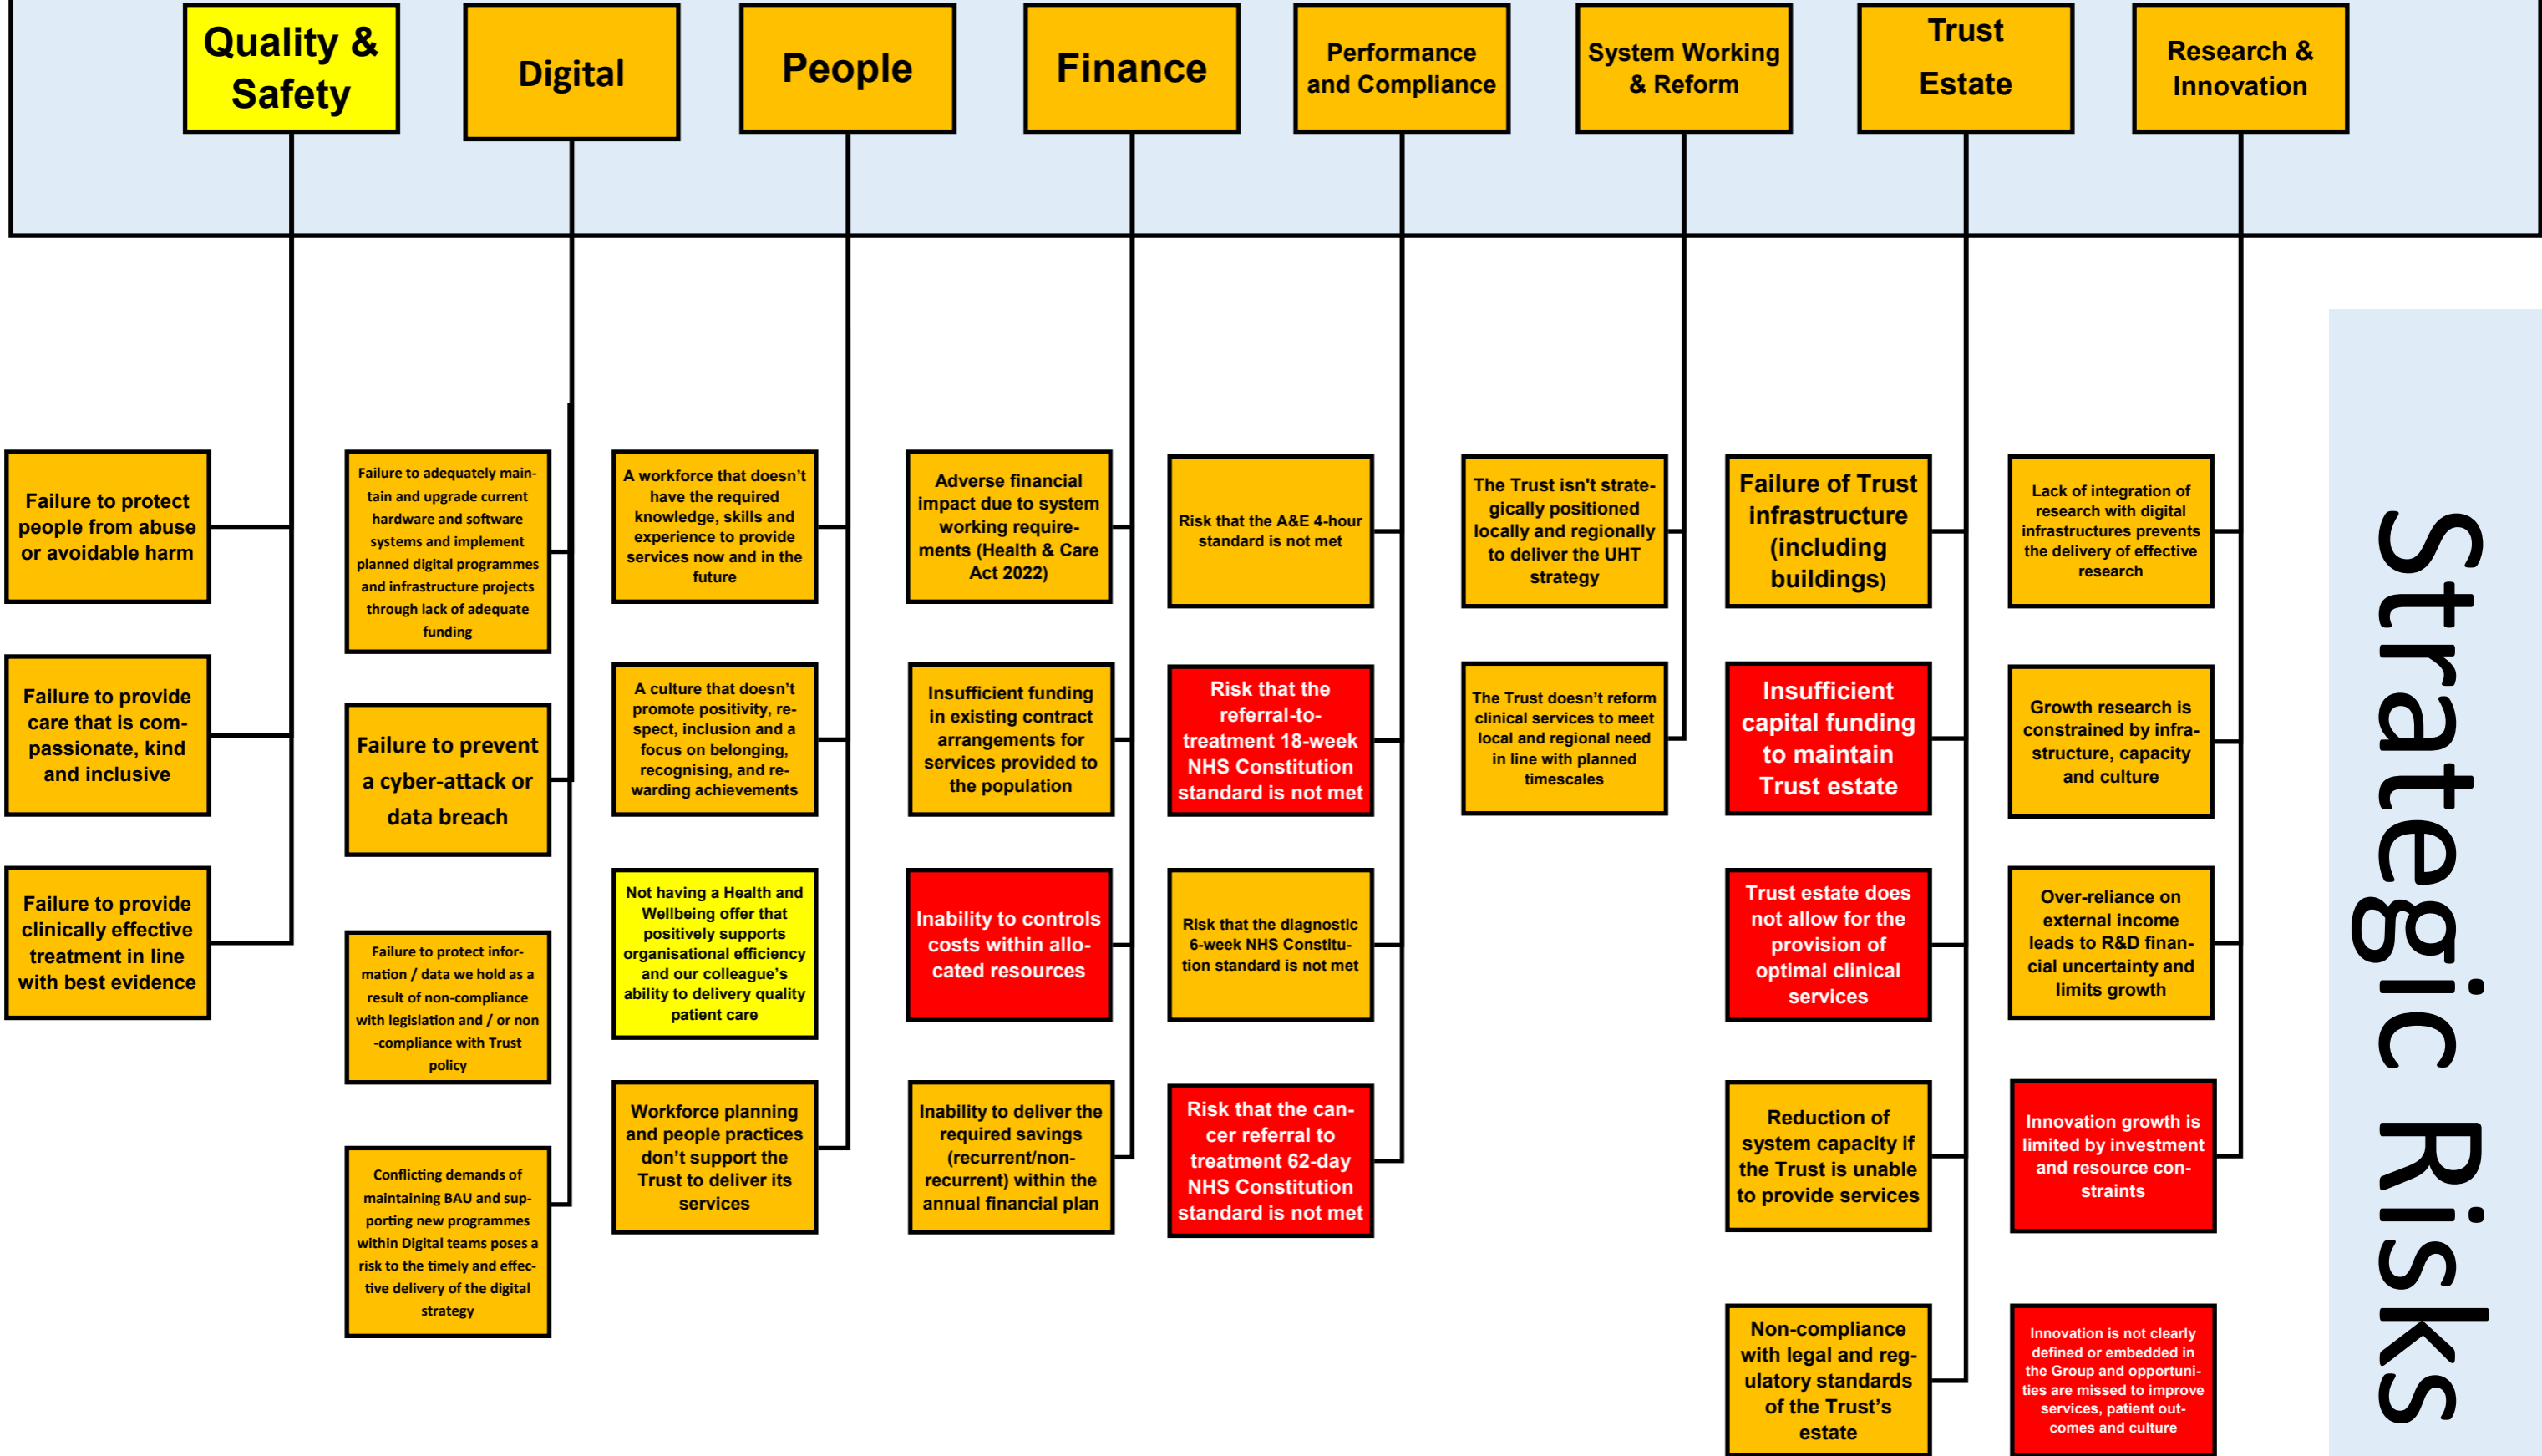 Quality &
Safety
Digital
People
Finance
Performance
and Compliance
System Working
& Reform
Trust
Estate
Research &
Innovation
Failure to protect
people from abuse
or avoidable harm
Failure to provide
care that is com-
passionate, kind
and inclusive
Failure to provide
clinically effective
treatment in line
with best evidence
Failure to adequately main-
tain and upgrade current
hardware and software
systems and implement
planned digital programmes
and infrastructure projects
through lack of adequate
funding
Failure to prevent
a cyber-attack or
data breach
Failure to protect infor-
mation / data we hold as a
result of non-compliance
with legislation and / or non
-compliance with Trust
policy
Conflicting demands of
maintaining BAU and sup-
porting new programmes
within Digital teams poses a
risk to the timely and effec-
tive delivery of the digital
strategy
A workforce that doesn’t
have the required
knowledge, skills and
experience to provide
services now and in the
future
A culture that doesn’t
promote positivity, re-
spect, inclusion and a
focus on belonging,
recognising, and re-
warding achievements
Not having a Health and
Wellbeing offer that
positively supports
organisational efficiency
and our colleague’s
ability to delivery quality
patient care
Workforce planning
and people practices
don’t support the
Trust to deliver its
services
Adverse financial
impact due to system
working require-
ments (Health & Care
Act 2022)
Insufficient funding
in existing contract
arrangements for
services provided to
the population
Inability to controls
costs within allo-
cated resources
Inability to deliver the
required savings
(recurrent/non-
recurrent) within the
annual financial plan
Risk that the A&E 4-hour
standard is not met
Risk that the
referral-to-
treatment 18-week
NHS Constitution
standard is not met
Risk that the diagnostic
6-week NHS Constitu-
tion standard is not met
Risk that the can-
cer referral to
treatment 62-day
NHS Constitution
standard is not met
The Trust isn't strate-
gically positioned
locally and regionally
to deliver the UHT
strategy
The Trust doesn’t reform
clinical services to meet
local and regional need
in line with planned
timescales
Failure of Trust
infrastructure
(including
buildings)
Insufficient
capital funding
to maintain
Trust estate
Trust estate does
not allow for the
provision of
optimal clinical
services
Reduction of
system capacity if
the Trust is unable
to provide services
Non-compliance
with legal and reg-
ulatory standards
of the Trust’s
estate
Lack of integration of
research with digital
infrastructures prevents
the delivery of effective
research
Growth research is
constrained by infra-
structure, capacity
and culture
Over-reliance on
external income
leads to R&D finan-
cial uncertainty and
limits growth
Innovation growth is
limited by investment
and resource con-
straints
Innovation is not clearly
defined or embedded in
the Group and opportuni-
ties are missed to improve
services, patient out-
comes and culture
Strategic Risks